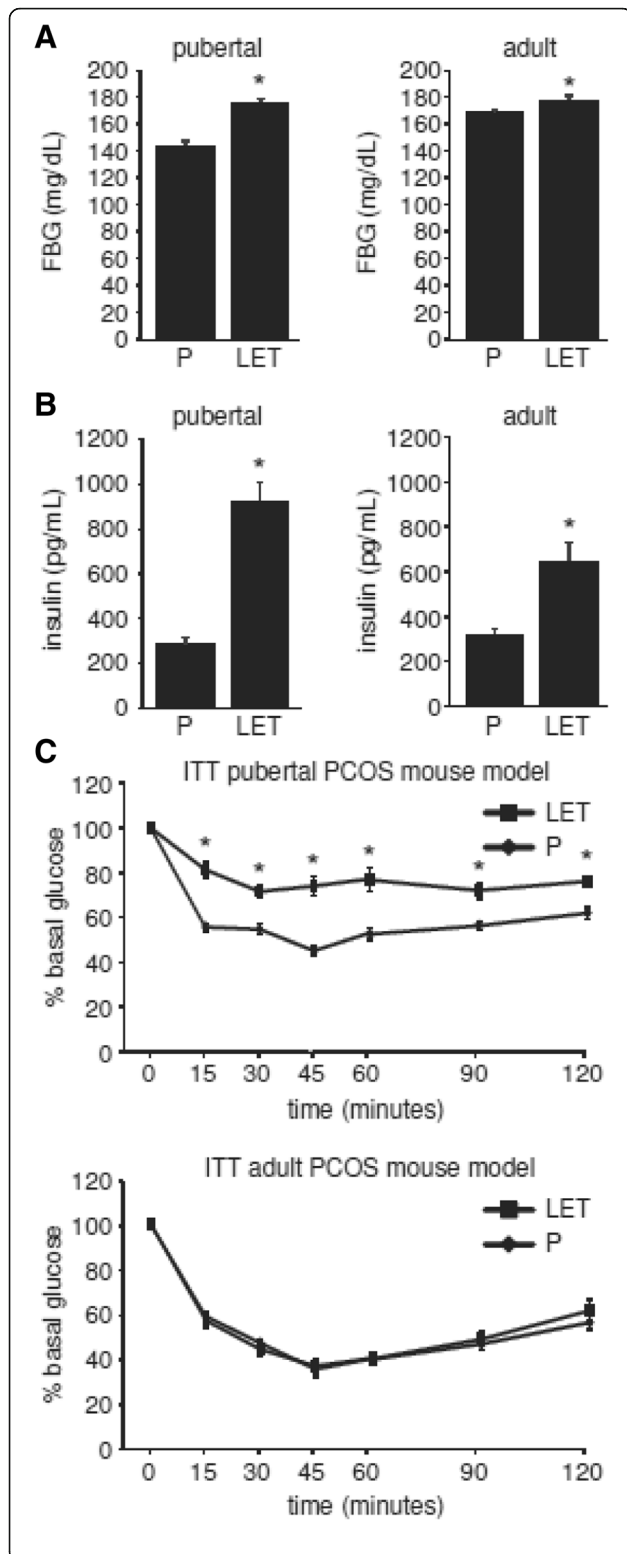 A
pubertal
adult
FBG (mg/dL)
200
180
160
140
120
100
80
60
40
20
0
*
P
LET
FBG (mg/dL)
200
180
160
140
120
100
80
60
40
20
0
*
P
LET
B
pubertal
adult
insulin (pg/mL)
1200
1000
800
600
400
200
0
*
P
LET
insulin (pg/mL)
1200
1000
800
600
400
200
0
*
P
LET
C
ITT pubertal PCOS mouse model
% basal glucose
120
100
80
60
40
20
0
LET
P
* * * * * *
0 15 30 45 60 90 120
time (minutes)
ITT adult PCOS mouse model
% basal glucose
120
100
80
60
40
20
0
LET
P
0 15 30 45 60 90 120
time (minutes)